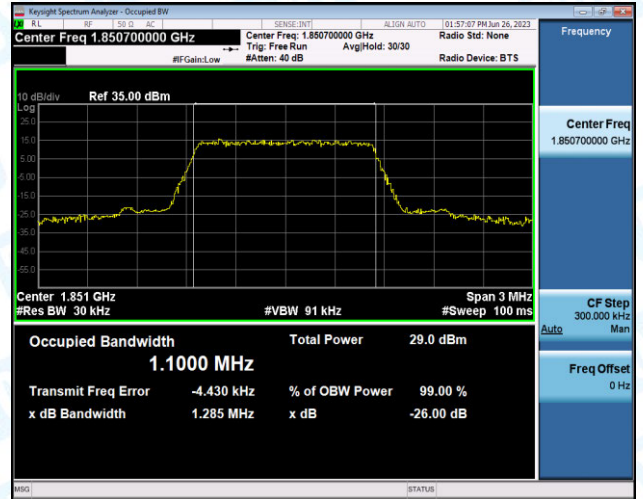 Keysight Spectrum Analyzer - Occupied BW
LXI RL RF 50 Ω AC SENSE:INT ALIGN AUTO 01:57:07 PM Jun 26, 2023
Center Freq 1.850700000 GHz
Center Freq: 1.850700000 GHz
Radio Std: None
Trig: Free Run Avg|Hold: 30/30
#IFGain:Low #Atten: 40 dB Radio Device: BTS
Frequency
10 dB/div Ref 35.00 dBm
Log
25.0
15.0
5.00
-5.00
-15.0
-25.0
-35.0
-45.0
-55.0
Center Freq
1.850700000 GHz
Center 1.851 GHz Span 3 MHz
#Res BW 30 kHz #VBW 91 kHz #Sweep 100 ms
CF Step
300.000 kHz
Auto Man
Occupied Bandwidth Total Power 29.0 dBm
1.1000 MHz
Freq Offset
0 Hz
Transmit Freq Error -4.430 kHz % of OBW Power 99.00 %
x dB Bandwidth 1.285 MHz x dB -26.00 dB
MSG STATUS